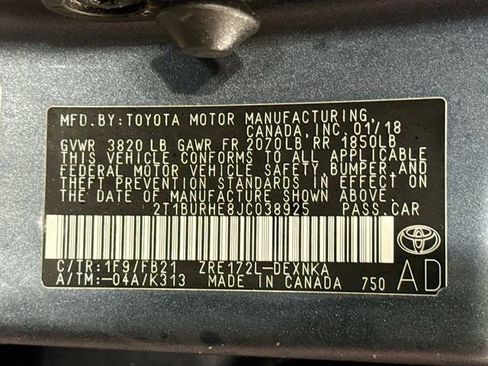 MFD.BY:TOYOTA MOTOR MANUFACTURING,
CANADA,INC.01/18
GVWR 3820LB GAWR FR 2070LB RR 1850LB
THIS VEHICLE CONFORMS TO ALL APPLICABLE
FEDERAL MOTOR VEHICLE SAFETY,BUMPER,AND
THEFT PREVENTION STANDARDS IN EFFECT ON
THE DATE OF MANUFACTURE SHOWN ABOVE.
2T1BURHE8JC038925 PASS.CAR
C/TR:1F9/FB21 ZRE172L-DEXNKA
A/TM:-04A/K313 MADE IN CANADA 750
AD